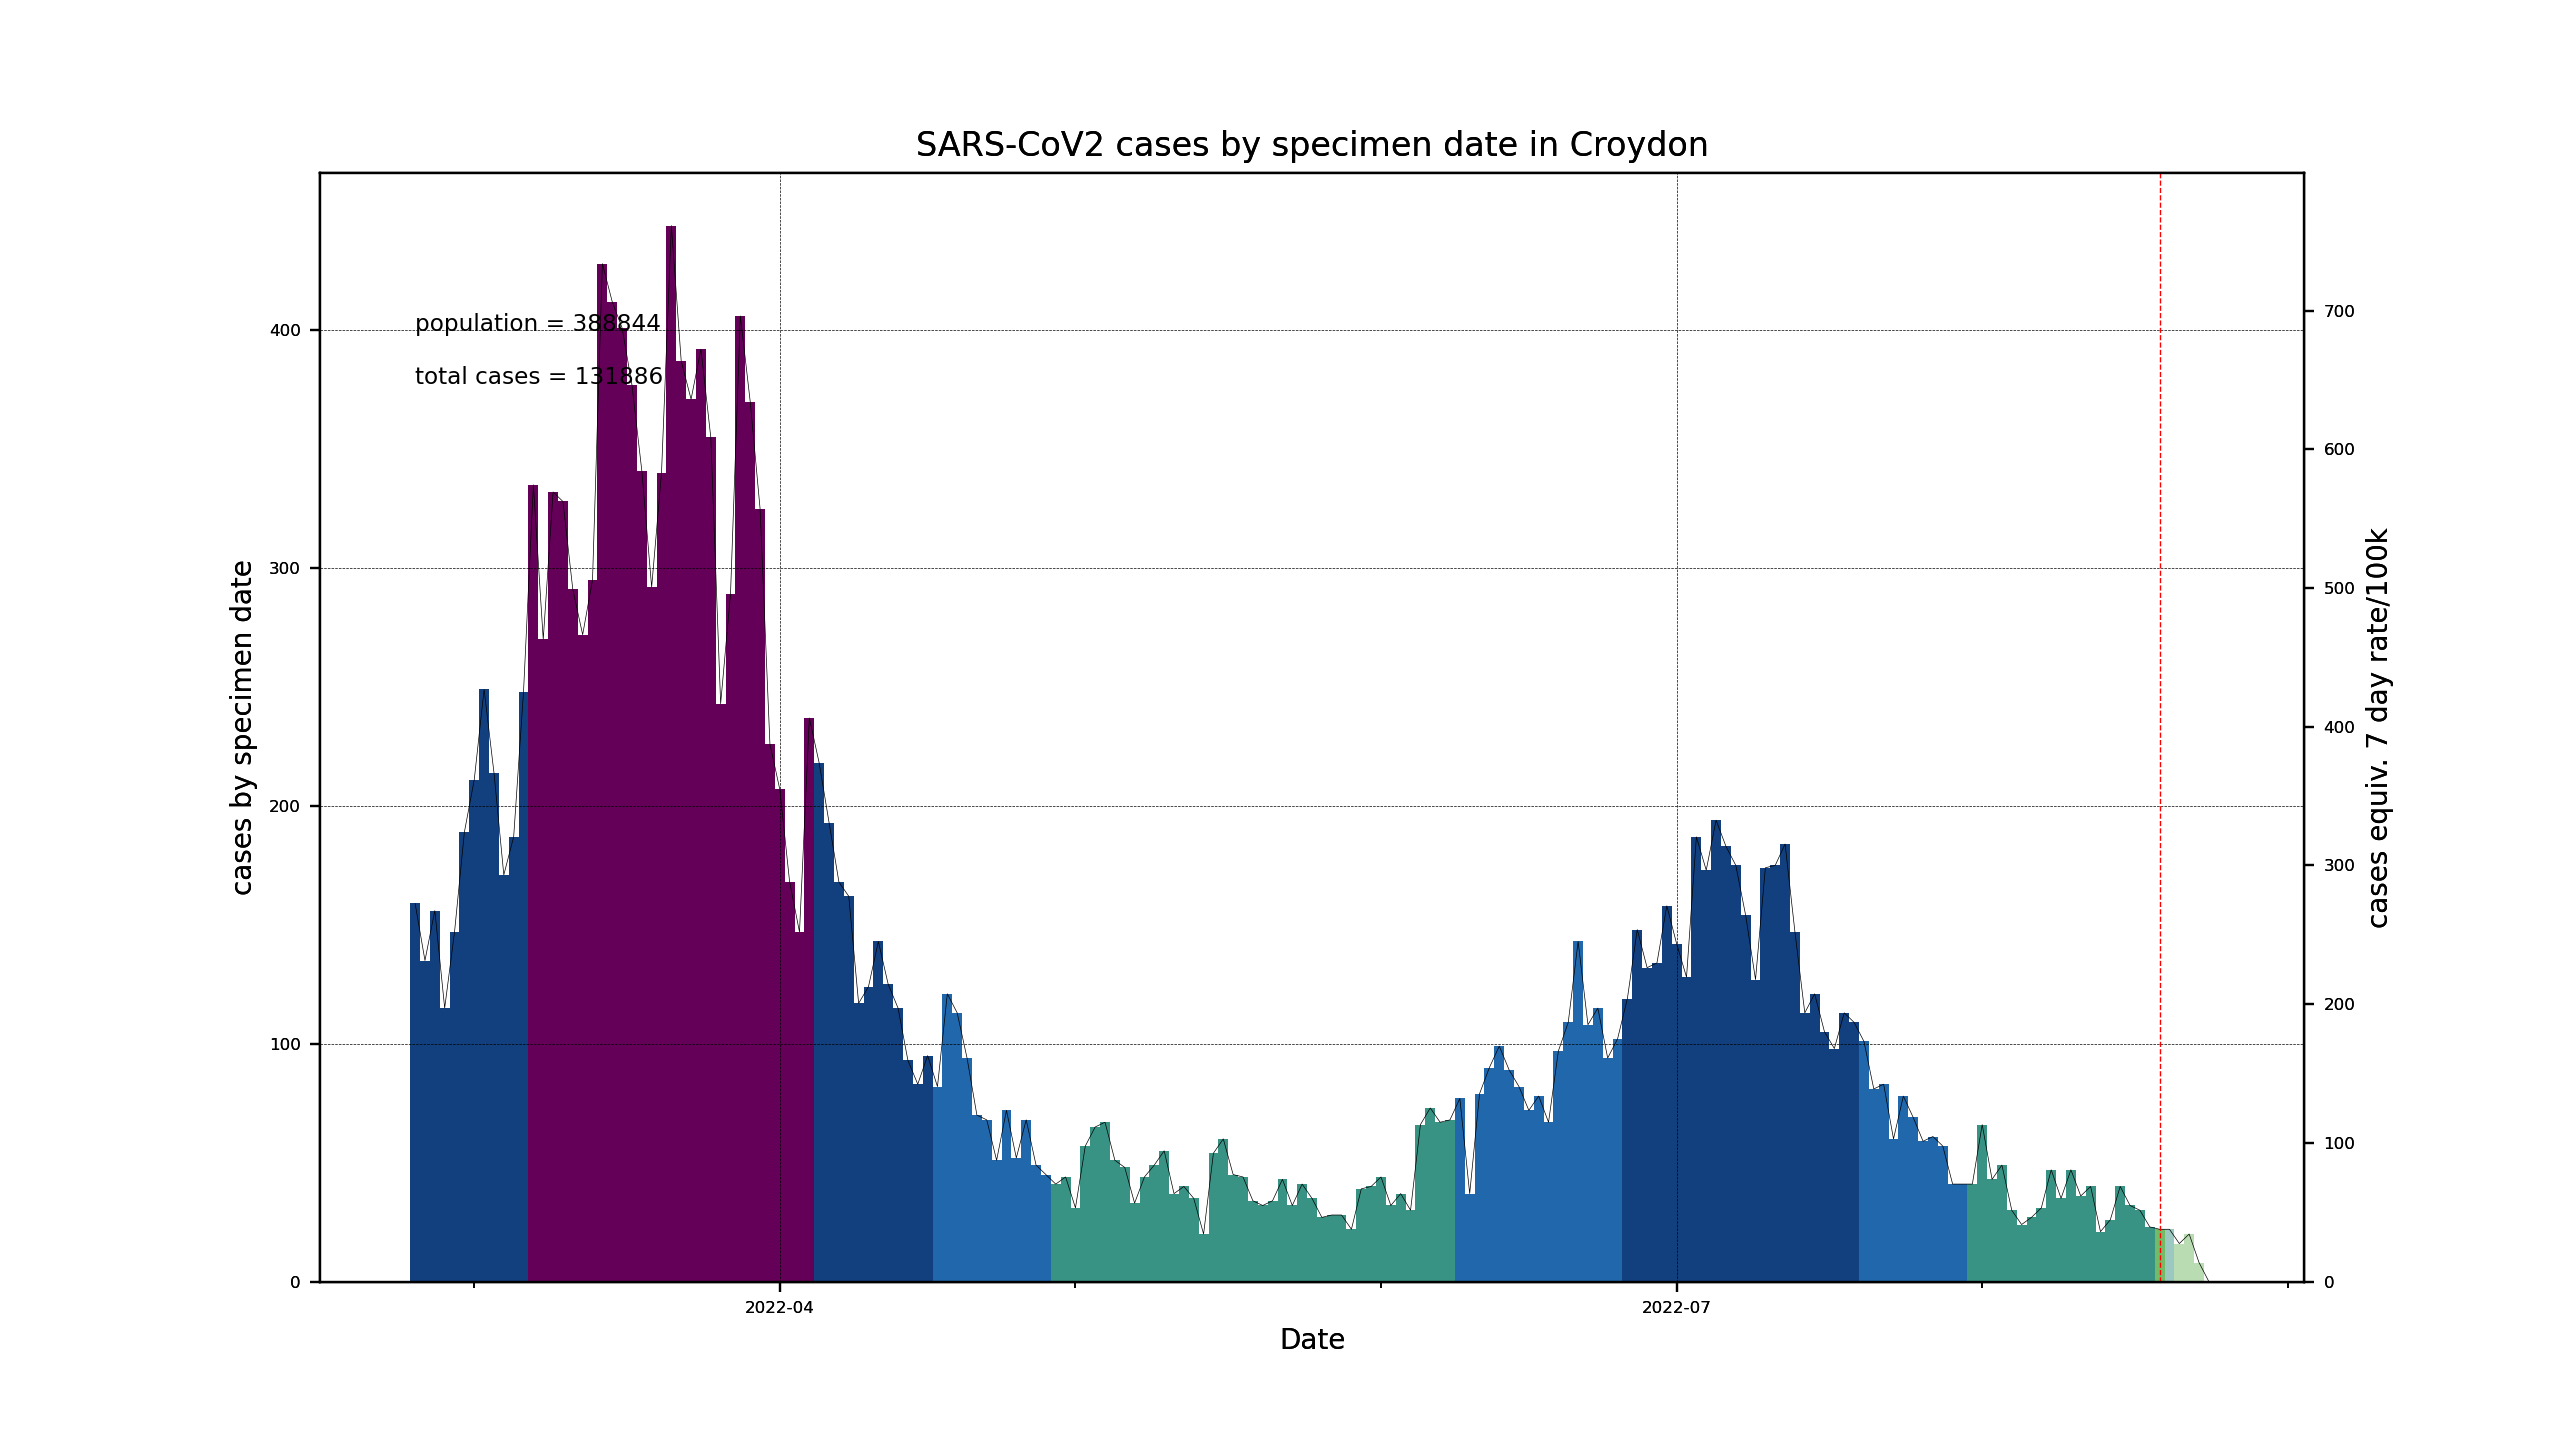 SARS-CoV2 cases by specimen date in Croydon
population = 388844
total cases = 131886
cases by specimen date
400
300
200
100
0
700
600
500
400
300
200
100
0
cases equiv. 7 day rate/100k
2022-04
2022-07
Date